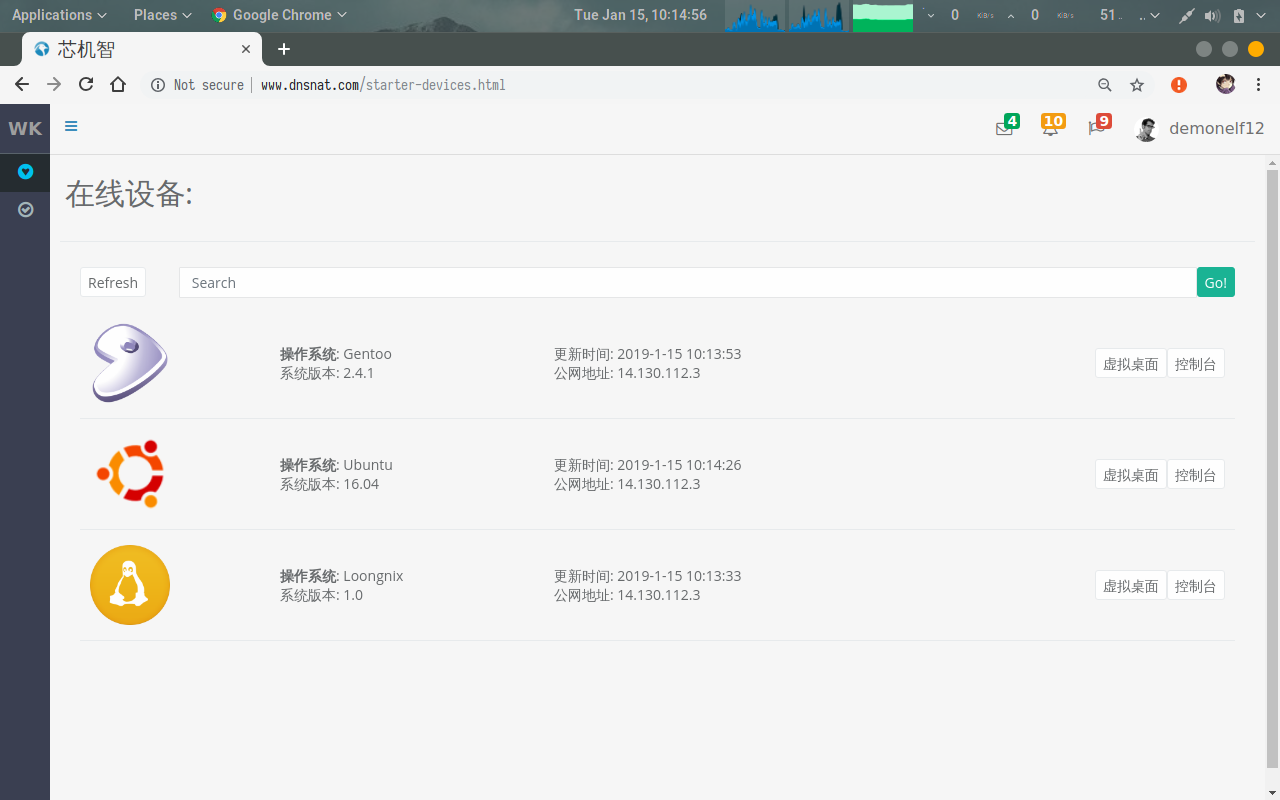 Applications Places Google Chrome Tue Jan 15, 10:14:56 0 KiB/s 0 KiB/s 51
芯机智
Not secure www.dnsnat.com/starter-devices.html
WK 4 10 9 demonelf12
在线设备:
Refresh Search Go!
操作系统: Gentoo 更新时间: 2019-1-15 10:13:53
系统版本: 2.4.1 公网地址: 14.130.112.3
虚拟桌面 控制台
操作系统: Ubuntu 更新时间: 2019-1-15 10:14:26
系统版本: 16.04 公网地址: 14.130.112.3
虚拟桌面 控制台
操作系统: Loongnix 更新时间: 2019-1-15 10:13:33
系统版本: 1.0 公网地址: 14.130.112.3
虚拟桌面 控制台